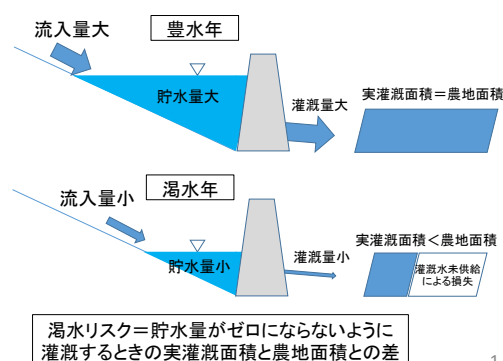 流入量大
豊水年
貯水量大
灌漑量大
実灌漑面積＝農地面積
流入量小
渇水年
貯水量小
灌漑量小
実灌漑面積＜農地面積
灌漑水未供給
による損失
渇水リスク＝貯水量がゼロにならないように
灌漑するときの実灌漑面積と農地面積との差
1